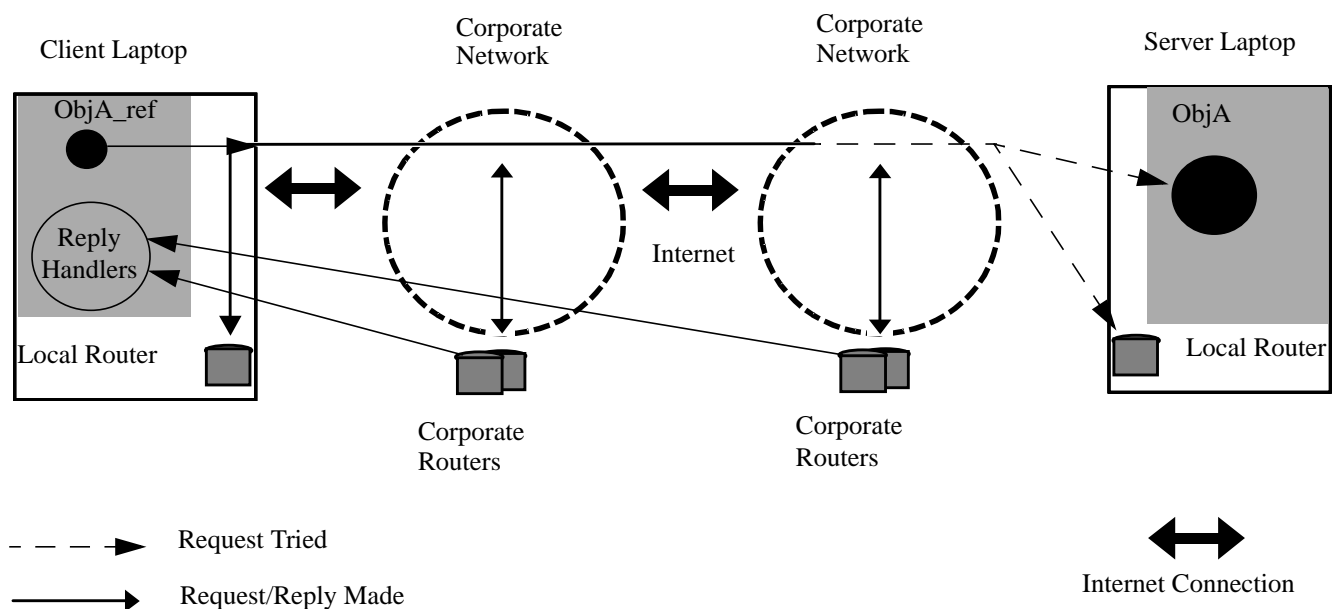 Client Laptop
Corporate
Network
Corporate
Network
Server Laptop
ObjA_ref
ObjA
Reply
Handlers
Internet
Local Router
Local Router
Corporate
Routers
Corporate
Routers
Request Tried
Request/Reply Made
Internet Connection